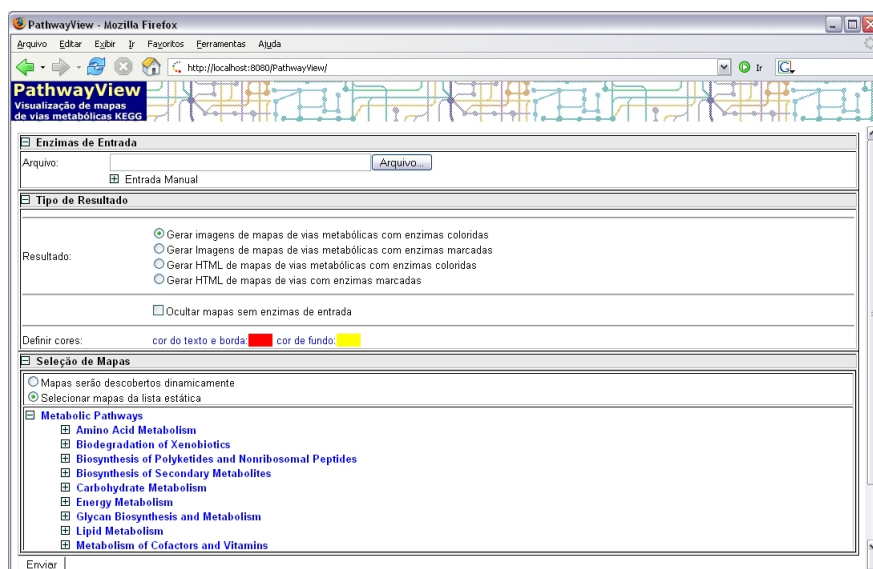 PathwayView - Mozilla Firefox
Arquivo Editar Exibir Ir Favoritos Ferramentas Ajuda
http://localhost:8080/PathwayView/ Ir G
PathwayView
Visualização de mapas
de vias metabólicas KEGG
Enzimas de Entrada
Arquivo: Arquivo...
Entrada Manual
Tipo de Resultado
Resultado:
Gerar imagens de mapas de vias metabólicas com enzimas coloridas
Gerar Imagens de mapas de vias metabólicas com enzimas marcadas
Gerar HTML de mapas de vias metabólicas com enzimas coloridas
Gerar HTML de mapas de vias com enzimas marcadas
Ocultar mapas sem enzimas de entrada
Definir cores: cor do texto e borda: cor de fundo:
Seleção de Mapas
Mapas serão descobertos dinamicamente
Selecionar mapas da lista estática
Metabolic Pathways
Amino Acid Metabolism
Biodegradation of Xenobiotics
Biosynthesis of Polyketides and Nonribosomal Peptides
Biosynthesis of Secondary Metabolites
Carbohydrate Metabolism
Energy Metabolism
Glycan Biosynthesis and Metabolism
Lipid Metabolism
Metabolism of Cofactors and Vitamins
Enviar